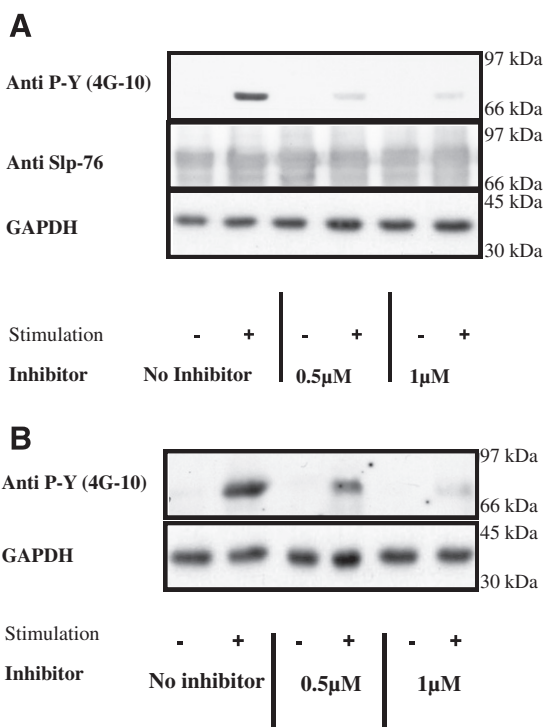 A
Anti P-Y (4G-10)
97 kDa
66 kDa
Anti Slp-76
97 kDa
66 kDa
GAPDH
45 kDa
30 kDa
Stimulation - + - + - +
Inhibitor No Inhibitor 0.5µM 1µM
B
Anti P-Y (4G-10)
97 kDa
66 kDa
GAPDH
45 kDa
30 kDa
Stimulation - + - + - +
Inhibitor No inhibitor 0.5µM 1µM